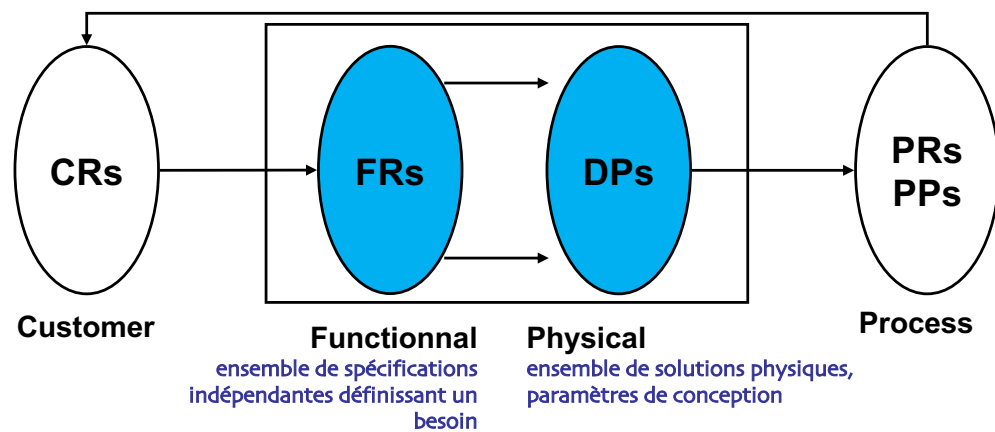 CRs
FRs
DPs
PRs
PPs
Customer
Functionnal
ensemble de spécifications
indépendantes définissant un
besoin
Physical
ensemble de solutions physiques,
paramètres de conception
Process